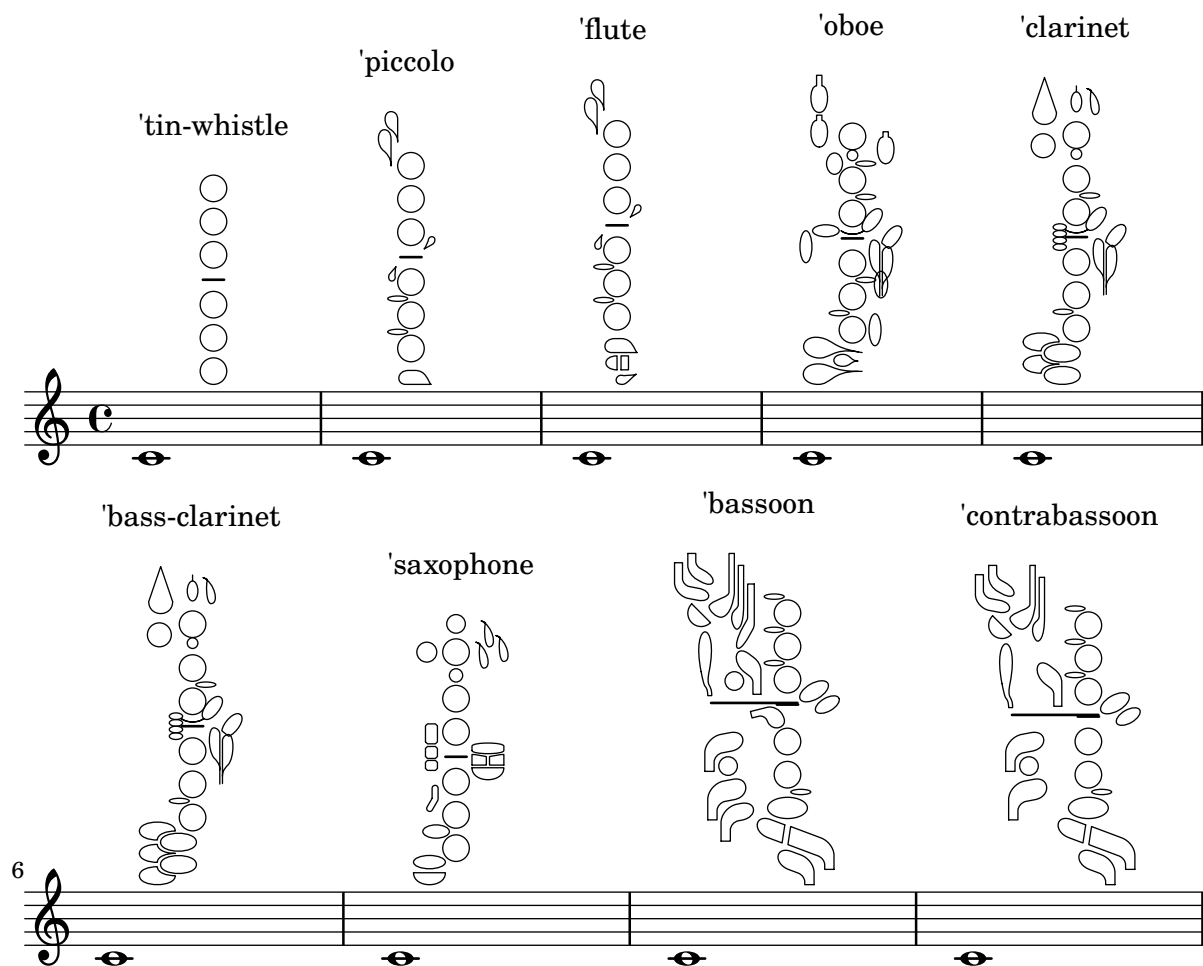 'tin-whistle
'piccolo
'flute
'oboe
'clarinet
'bass-clarinet
'saxophone
'bassoon
'contrabassoon
6